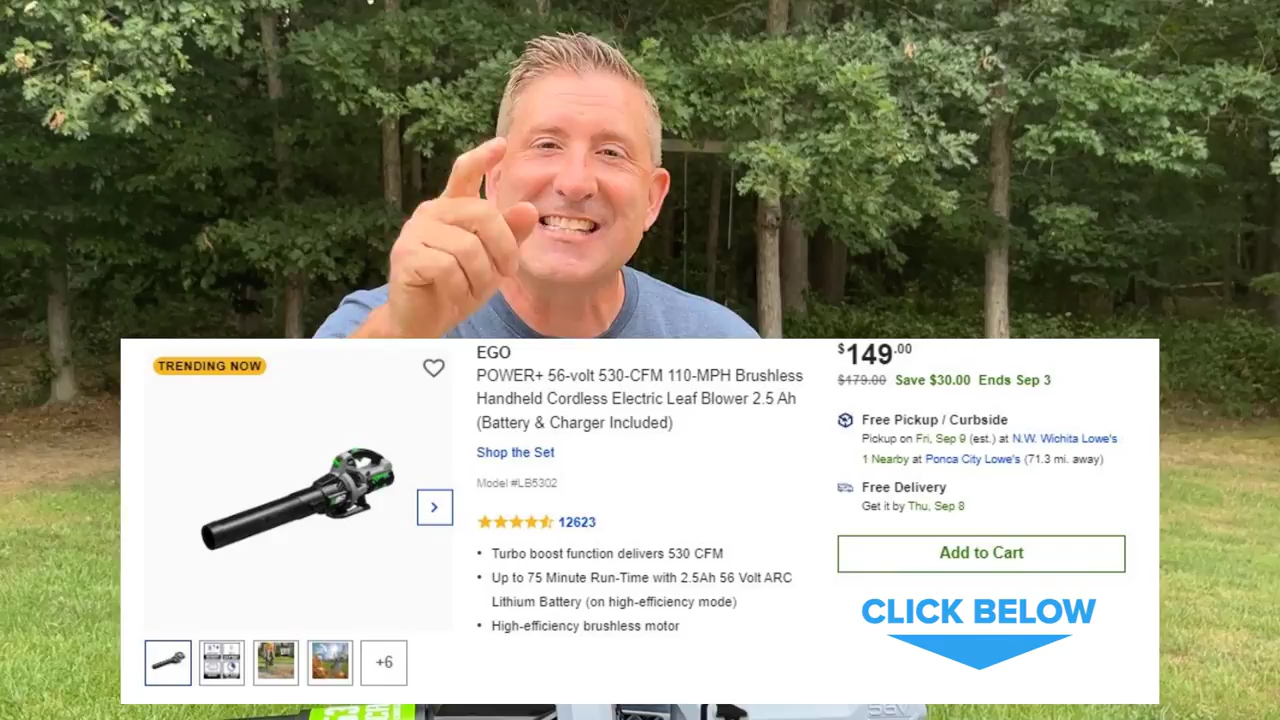 TRENDING NOW
EGO
POWER+ 56-volt 530-CFM 110-MPH Brushless
Handheld Cordless Electric Leaf Blower 2.5 Ah
(Battery & Charger Included)
Shop the Set
Model #LB5302
12623
• Turbo boost function delivers 530 CFM
• Up to 75 Minute Run-Time with 2.5Ah 56 Volt ARC
Lithium Battery (on high-efficiency mode)
• High-efficiency brushless motor
+6
$149.00
$179.00 Save $30.00 Ends Sep 3
Free Pickup / Curbside
Pickup on Fri, Sep 9 (est.) at N.W. Wichita Lowe's
1 Nearby at Ponca City Lowe's (71.3 mi. away)
Free Delivery
Get it by Thu, Sep 8
Add to Cart
CLICK BELOW
56V